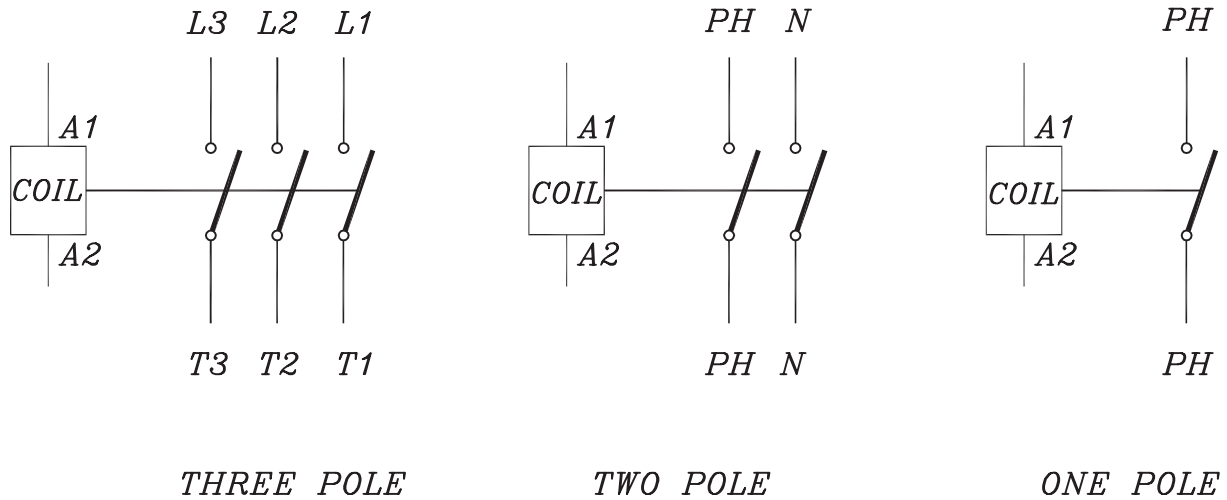 L3 L2 L1
PH N
PH
A1
A1
A1
COIL
COIL
COIL
A2
A2
A2
T3 T2 T1
PH N
PH
THREE POLE
TWO POLE
ONE POLE